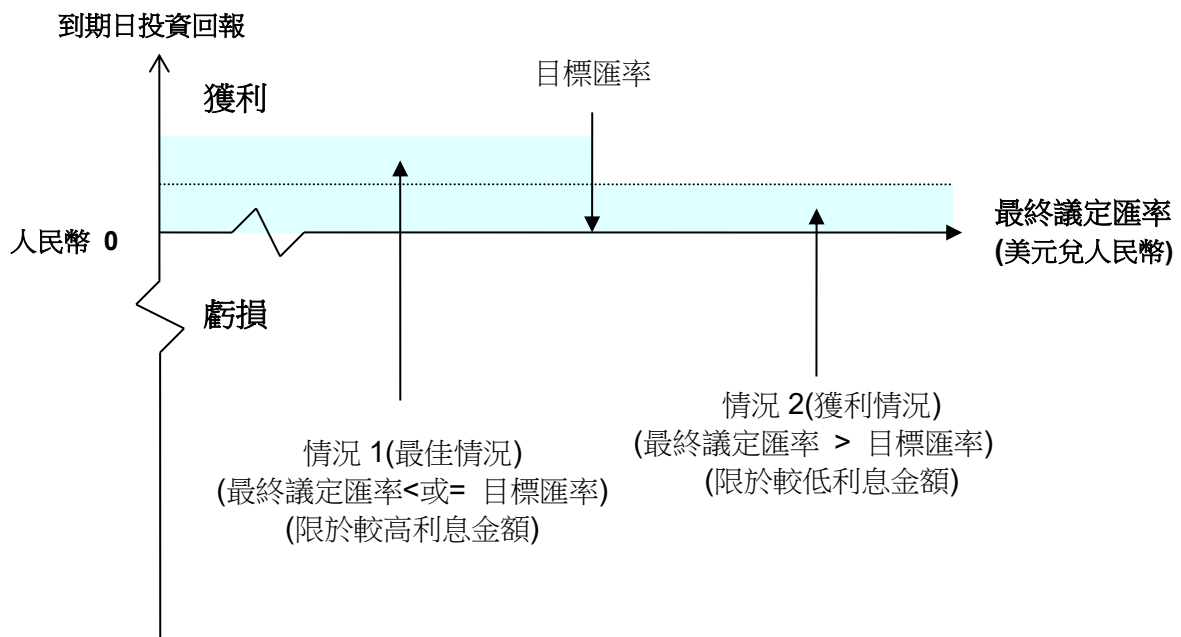 到期日投資回報
獲利
目標匯率
人民幣 0
最終議定匯率
(美元兌人民幣)
虧損
情況 1(最佳情況)
(最終議定匯率<或= 目標匯率)
(限於較高利息金額)
情況 2(獲利情況)
(最終議定匯率 > 目標匯率)
(限於較低利息金額)